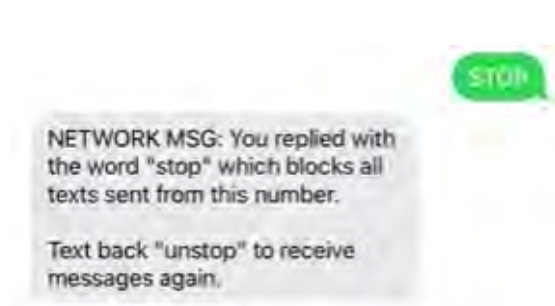 STOP
NETWORK MSG: You replied with
the word "stop" which blocks all
texts sent from this number.
Text back "unstop" to receive
messages again.